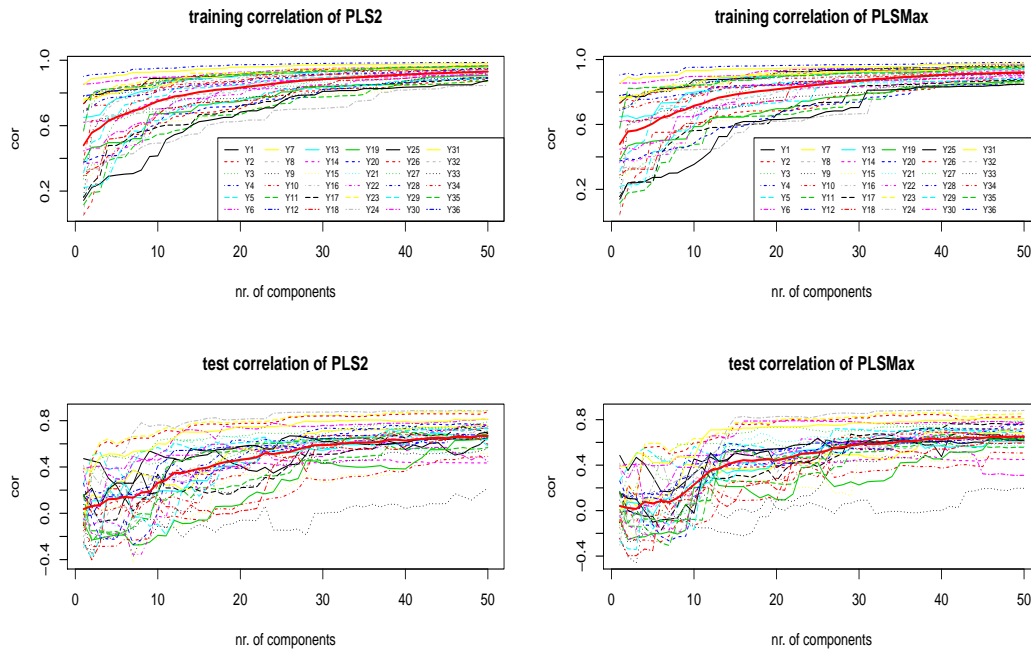 training correlation of PLS2
cor
0.2 0.6 1.0
Y1 Y7 Y13 Y19 Y25 Y31
Y2 Y8 Y14 Y20 Y26 Y32
Y3 Y9 Y15 Y21 Y27 Y33
Y4 Y10 Y16 Y22 Y28 Y34
Y5 Y11 Y17 Y23 Y29 Y35
Y6 Y12 Y18 Y24 Y30 Y36
0 10 20 30 40 50
nr. of components
training correlation of PLSMax
cor
0.2 0.6 1.0
Y1 Y7 Y13 Y19 Y25 Y31
Y2 Y8 Y14 Y20 Y26 Y32
Y3 Y9 Y15 Y21 Y27 Y33
Y4 Y10 Y16 Y22 Y28 Y34
Y5 Y11 Y17 Y23 Y29 Y35
Y6 Y12 Y18 Y24 Y30 Y36
0 10 20 30 40 50
nr. of components
test correlation of PLS2
cor
−0.4 0.0 0.4 0.8
0 10 20 30 40 50
nr. of components
test correlation of PLSMax
cor
−0.4 0.0 0.4 0.8
0 10 20 30 40 50
nr. of components